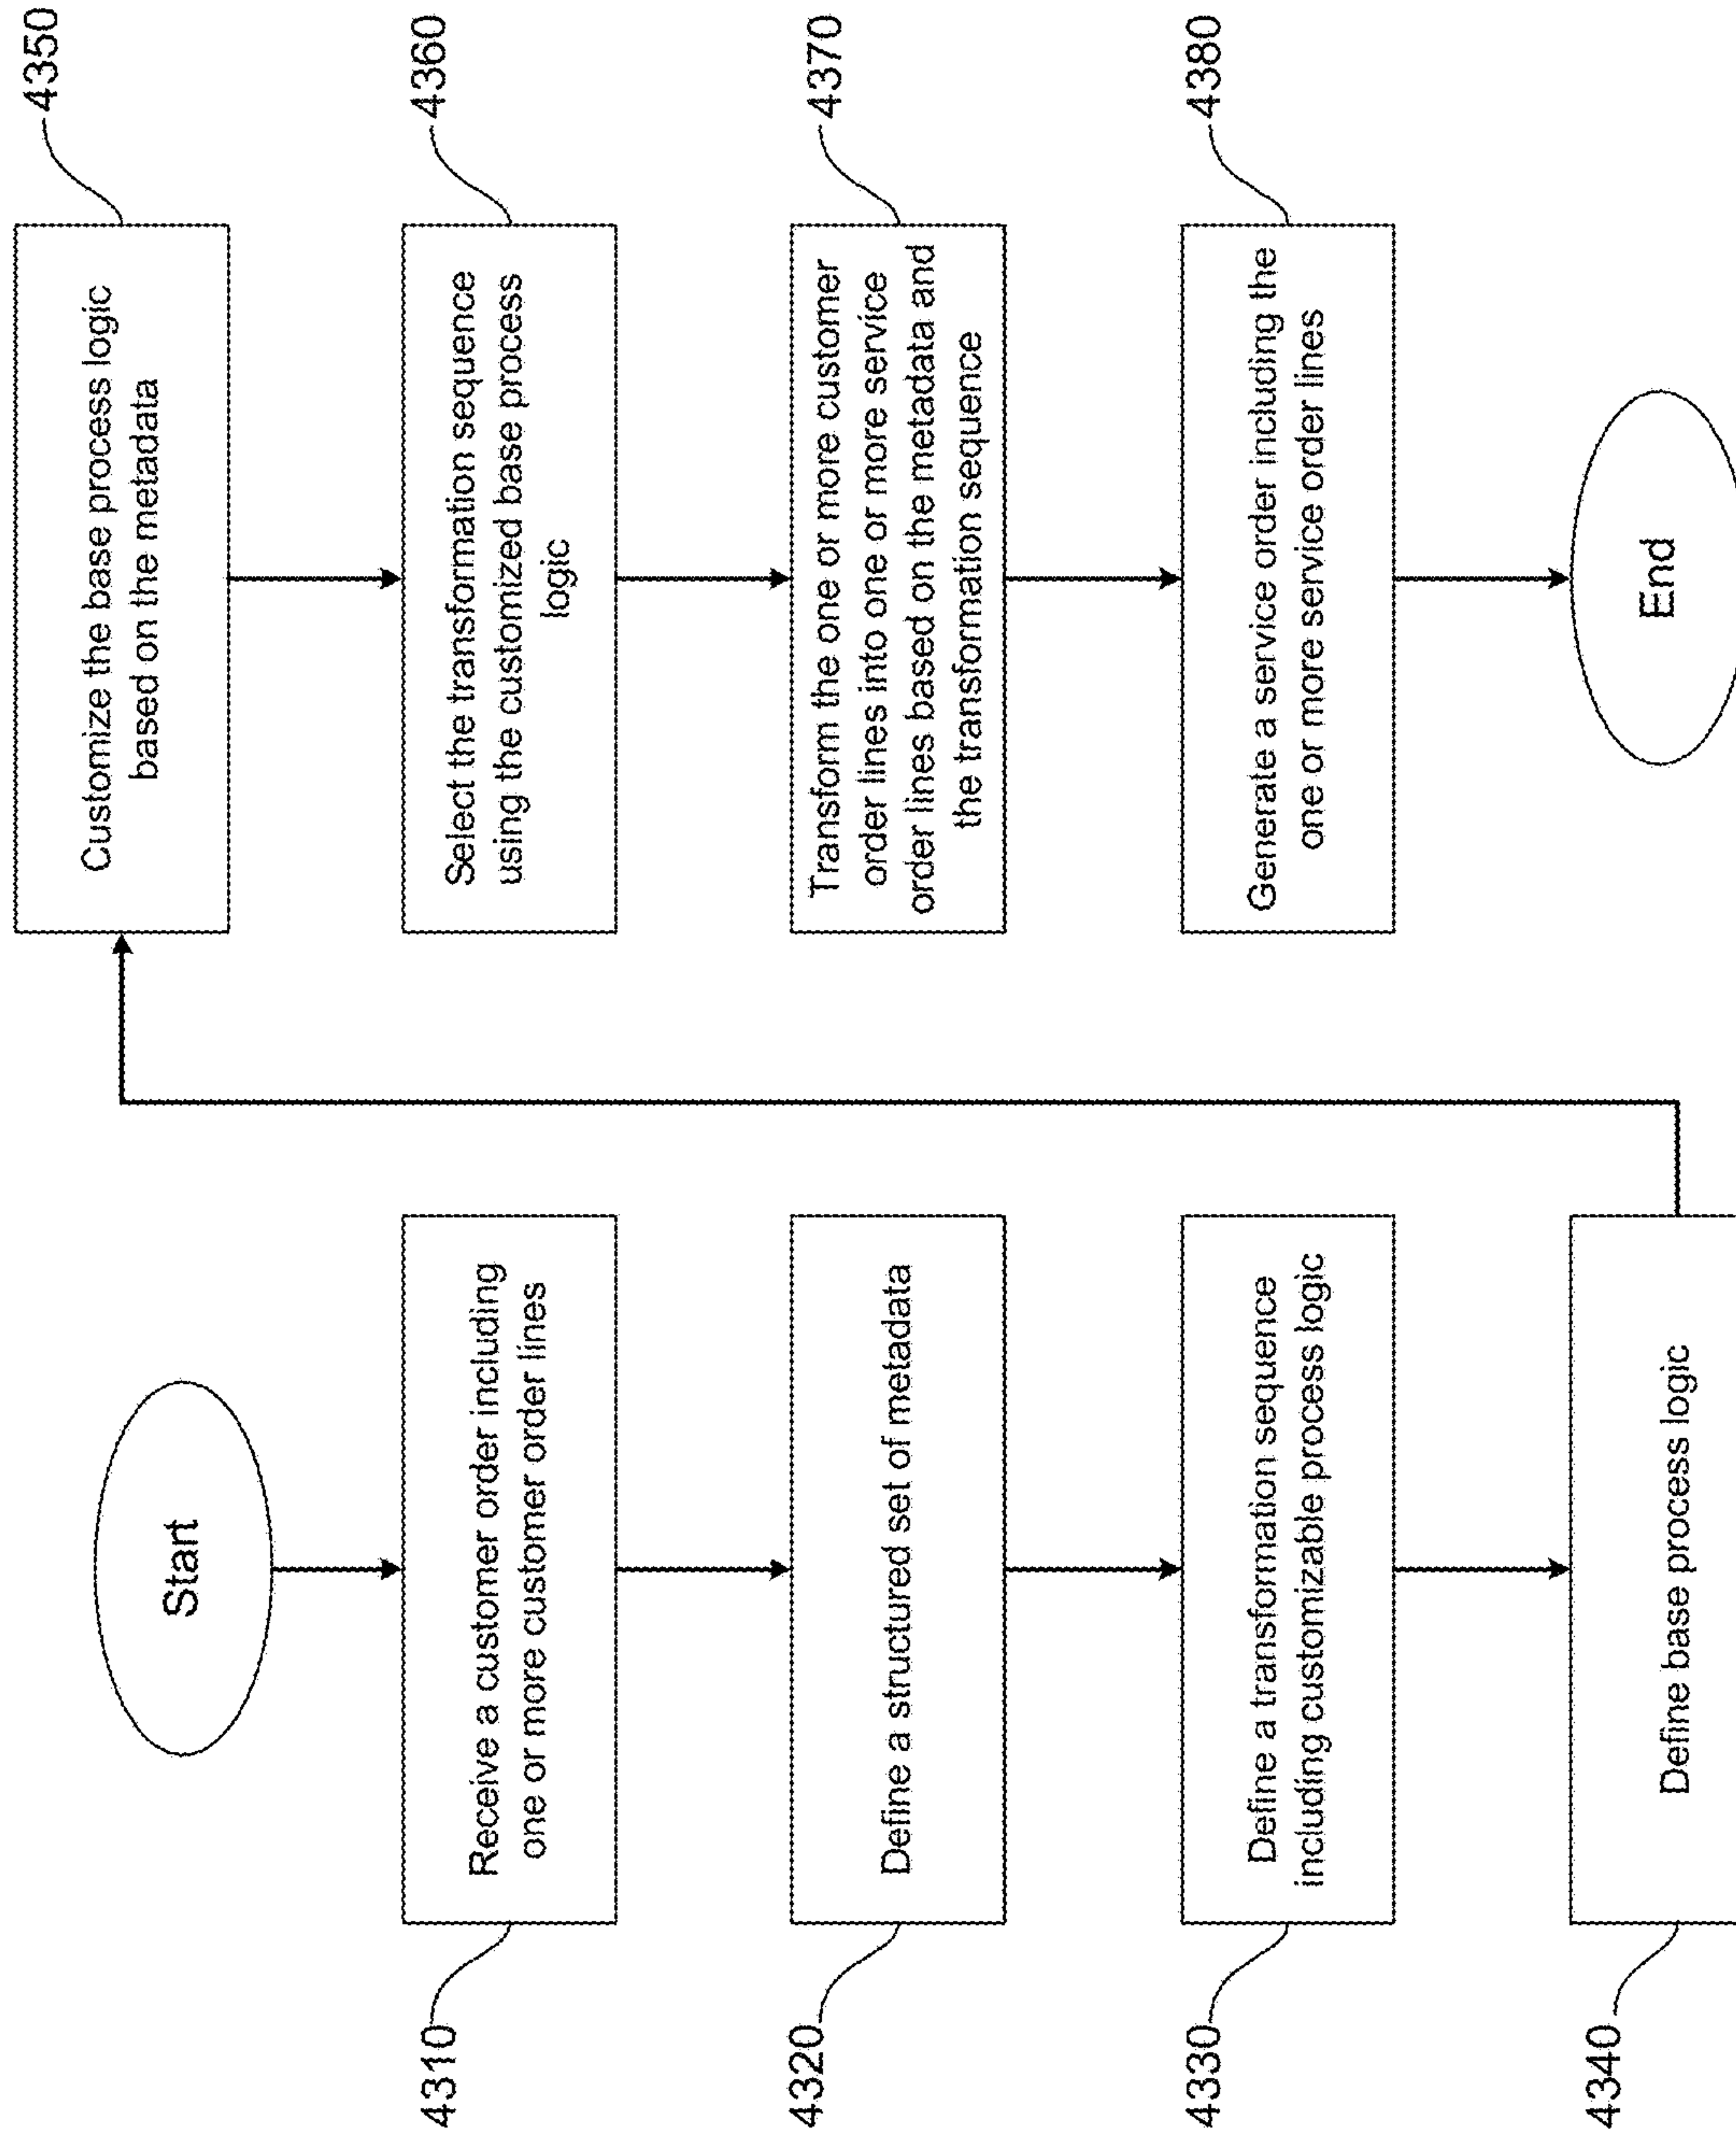 Start
4310
Receive a customer order including
one or more customer order lines
4320
Define a structured set of metadata
4330
Define a transformation sequence
including customizable process logic
4340
Define base process logic
4350
Customize the base process logic
based on the metadata
4360
Select the transformation sequence
using the customized base process
logic
4370
Transform the one or more customer
order lines into one or more service
order lines based on the metadata and
the transformation sequence
4380
Generate a service order including the
one or more service order lines
End